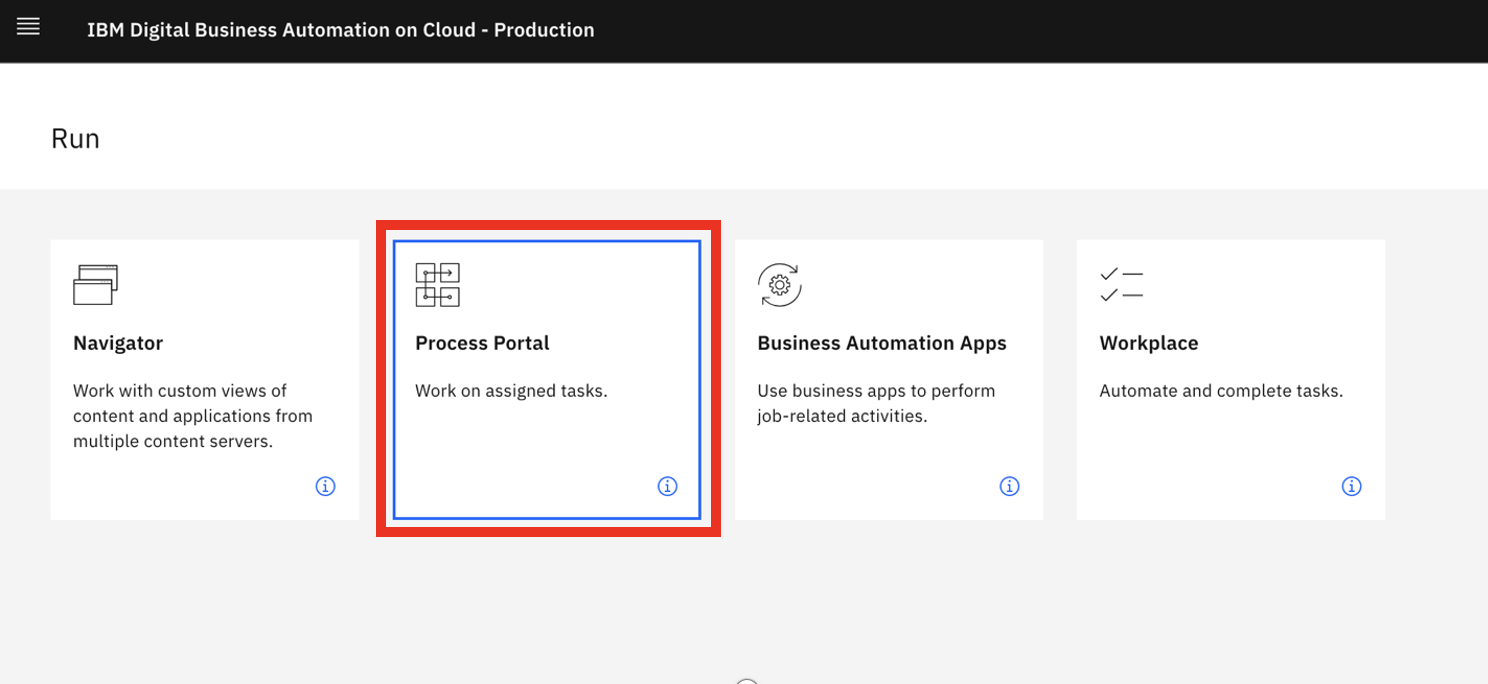 IBM Digital Business Automation on Cloud - Production
Run
Navigator
Work with custom views of
content and applications from
multiple content servers.
Process Portal
Work on assigned tasks.
Business Automation Apps
Use business apps to perform
job-related activities.
Workplace
Automate and complete tasks.